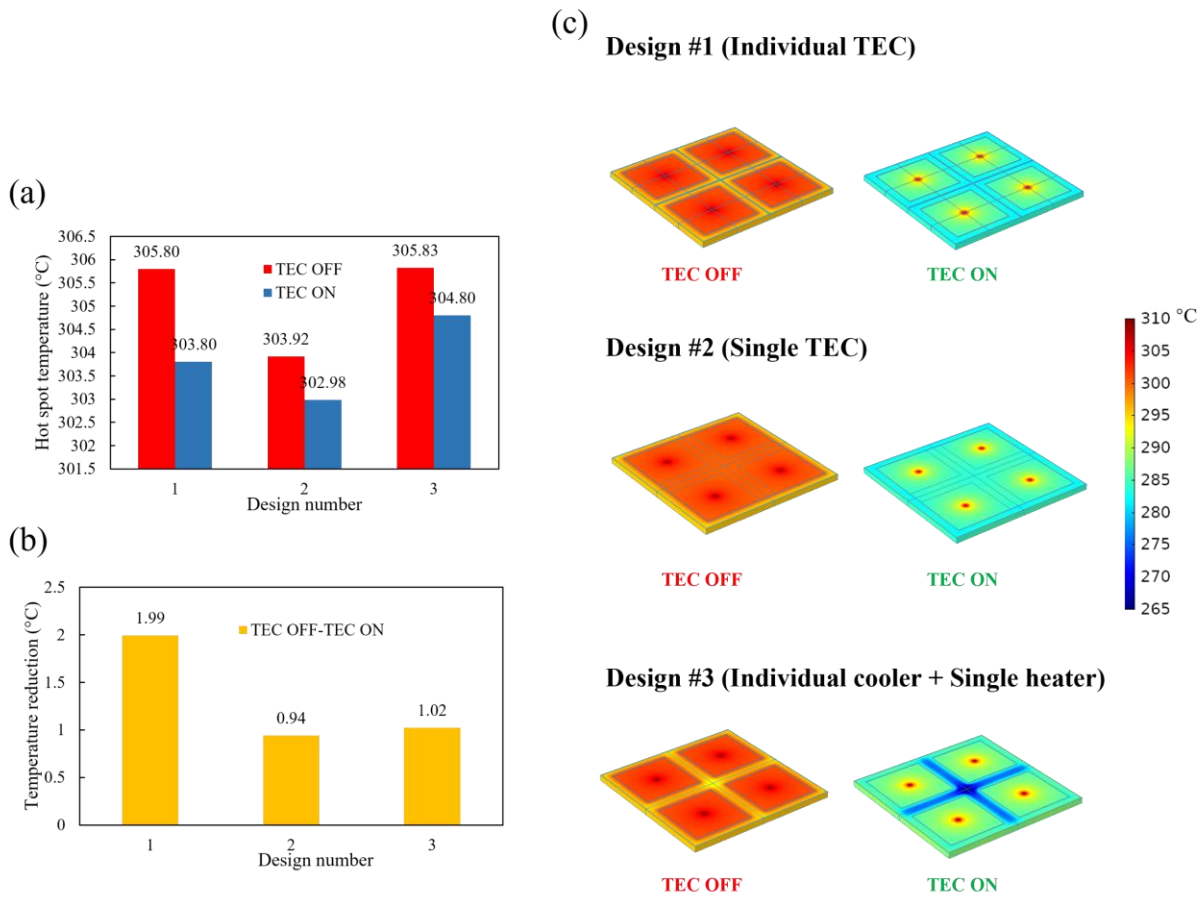 (a)
306.5
306
305.5
305
304.5
304
303.5
303
302.5
302
301.5
Hot spot temperature (°C)
305.80
303.80
303.92
302.98
305.83
304.80
TEC OFF
TEC ON
1
2
3
Design number
(b)
2.5
2
1.5
1
0.5
0
Temperature reduction (°C)
1.99
0.94
1.02
TEC OFF-TEC ON
1
2
3
Design number
(c)
Design #1 (Individual TEC)
TEC OFF
TEC ON
Design #2 (Single TEC)
TEC OFF
TEC ON
Design #3 (Individual cooler + Single heater)
TEC OFF
TEC ON
310 °C
305
300
295
290
285
280
275
270
265